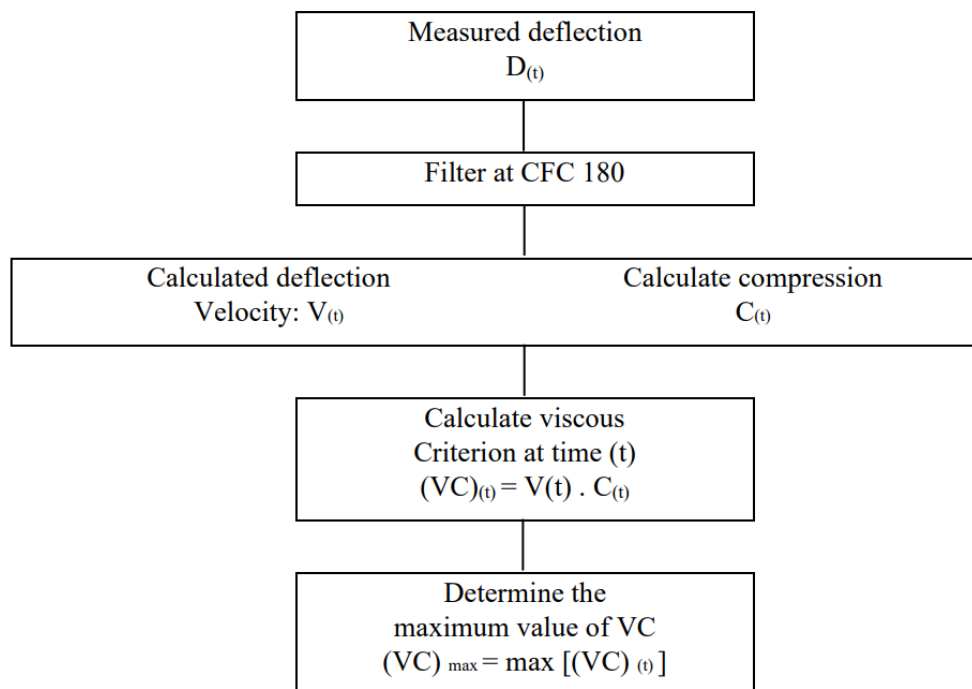 Measured deflection
D(t)
Filter at CFC 180
Calculated deflection
Velocity: V(t)
Calculate compression
C(t)
Calculate viscous
Criterion at time (t)
(VC)(t) = V(t) . C(t)
Determine the
maximum value of VC
(VC) max = max [(VC) (t) ]